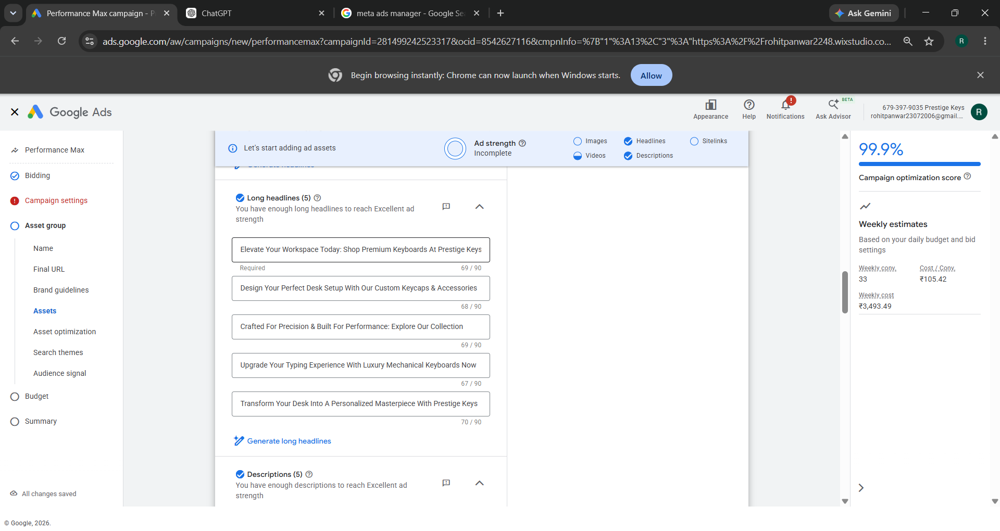 Performance Max campaign - P
ChatGPT
meta ads manager - Google Se
Ask Gemini
ads.google.com/aw/campaigns/new/performancemax?campaignId=281499242523317&ocid=8542627116&cmpnInfo=%7B"1"%3A13%2C"3"%3A"https%3A%2F%2Frohitpanwar2248.wixstudio.co...
R
Begin browsing instantly: Chrome can now launch when Windows starts.
Allow
Google Ads
Appearance
Help
!
Notifications
BETA
Ask Advisor
679-397-9035 Prestige Keys
rohitpanwar23072006@gmail....
R
Performance Max
Bidding
Campaign settings
Asset group
Name
Final URL
Brand guidelines
Assets
Asset optimization
Search themes
Audience signal
Budget
Summary
All changes saved
Let's start adding ad assets
Ad strength
Incomplete
Images
Headlines
Sitelinks
Videos
Descriptions
Generate headlines
Long headlines (5)
You have enough long headlines to reach Excellent ad
strength
Elevate Your Workspace Today: Shop Premium Keyboards At Prestige Keys
Required
69 / 90
Design Your Perfect Desk Setup With Our Custom Keycaps & Accessories
68 / 90
Crafted For Precision & Built For Performance: Explore Our Collection
69 / 90
Upgrade Your Typing Experience With Luxury Mechanical Keyboards Now
67 / 90
Transform Your Desk Into A Personalized Masterpiece With Prestige Keys
70 / 90
Generate long headlines
Descriptions (5)
You have enough descriptions to reach Excellent ad
strength
99.9%
Campaign optimization score
Weekly estimates
Based on your daily budget and bid
settings
Weekly conv.
Cost / Conv.
33
₹105.42
Weekly cost
₹3,493.49
© Google, 2026.